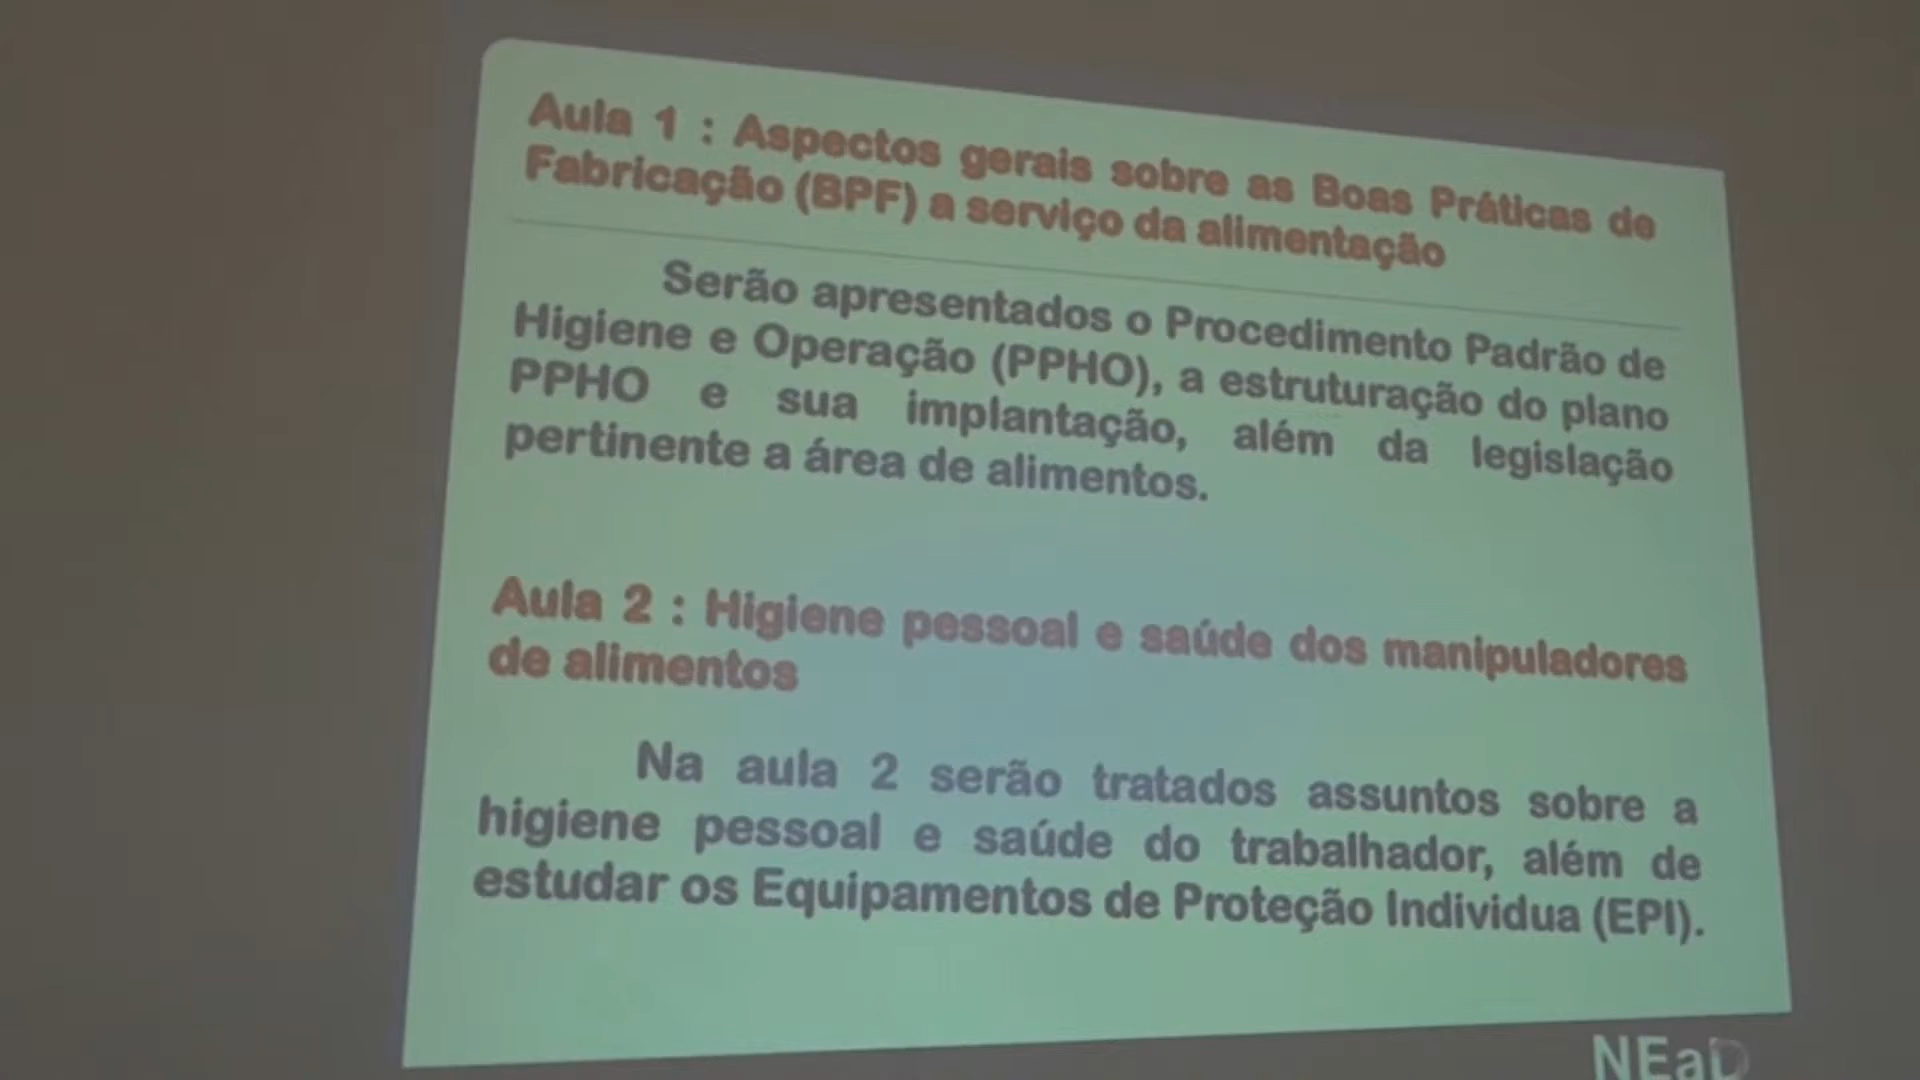 Aula 1 : Aspectos gerais sobre as Boas Práticas de
Fabricação (BPF) a serviço da alimentação
Serão apresentados o Procedimento Padrão de
Higiene e Operação (PPHO), a estruturação do plano
PPHO e sua implantação, além da legislação
pertinente a área de alimentos.
Aula 2 : Higiene pessoal e saúde dos manipuladores
de alimentos
Na aula 2 serão tratados assuntos sobre a
higiene pessoal e saúde do trabalhador, além de
estudar os Equipamentos de Proteção Individua (EPI).
NEaD